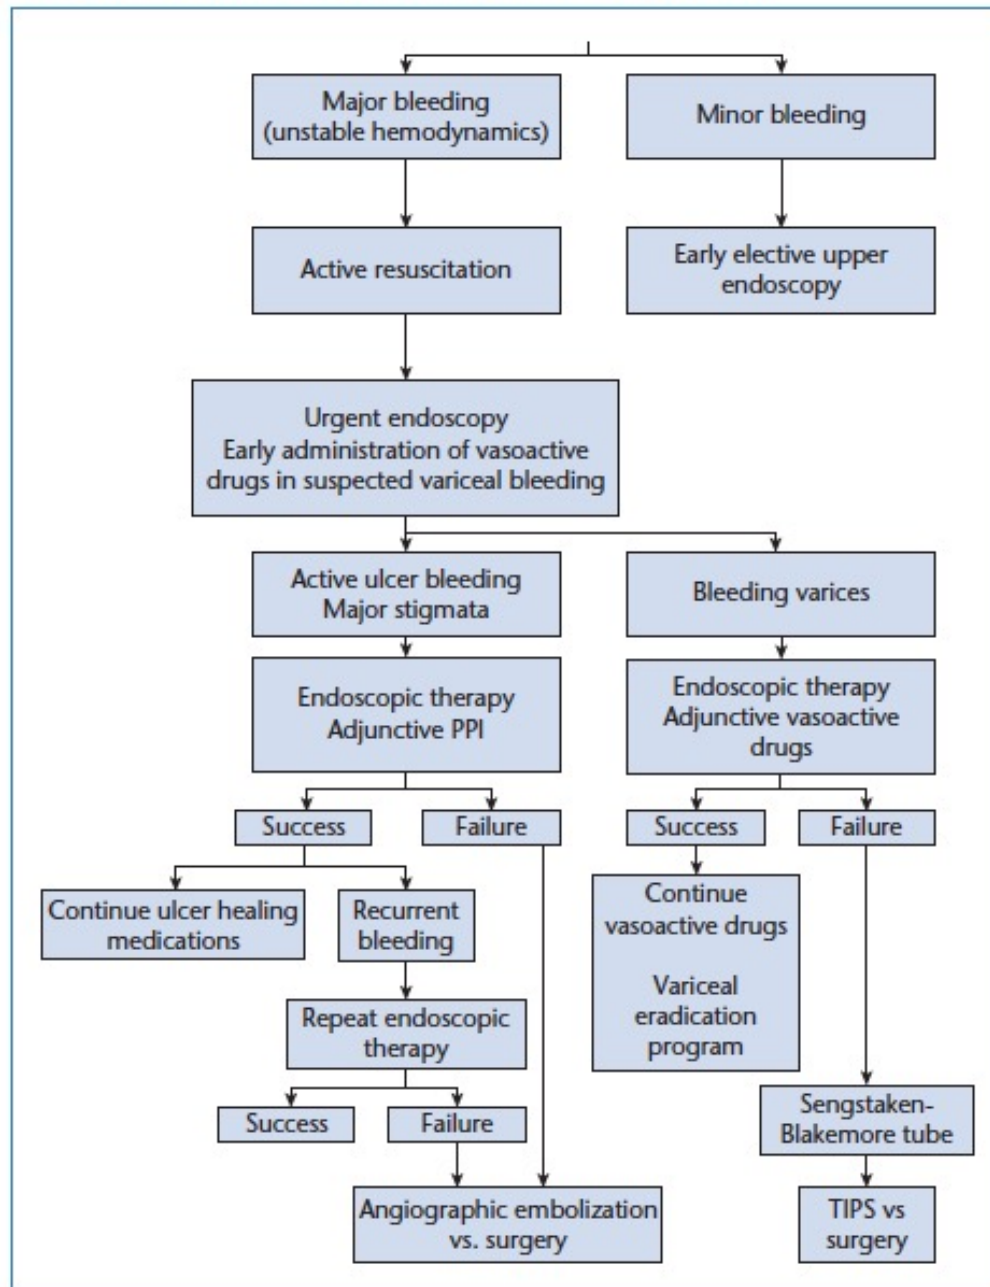 Major bleeding
(unstable hemodynamics)
Minor bleeding
Active resuscitation
Early elective upper
endoscopy
Urgent endoscopy
Early administration of vasoactive
drugs in suspected variceal bleeding
Active ulcer bleeding
Major stigmata
Bleeding varices
Endoscopic therapy
Adjunctive PPI
Endoscopic therapy
Adjunctive vasoactive
drugs
Success
Failure
Success
Failure
Continue ulcer healing
medications
Recurrent
bleeding
Continue
vasoactive drugs
Variceal
eradication
program
Repeat endoscopic
therapy
Success
Failure
Sengstaken-
Blakemore tube
Angiographic embolization
vs. surgery
TIPS vs
surgery